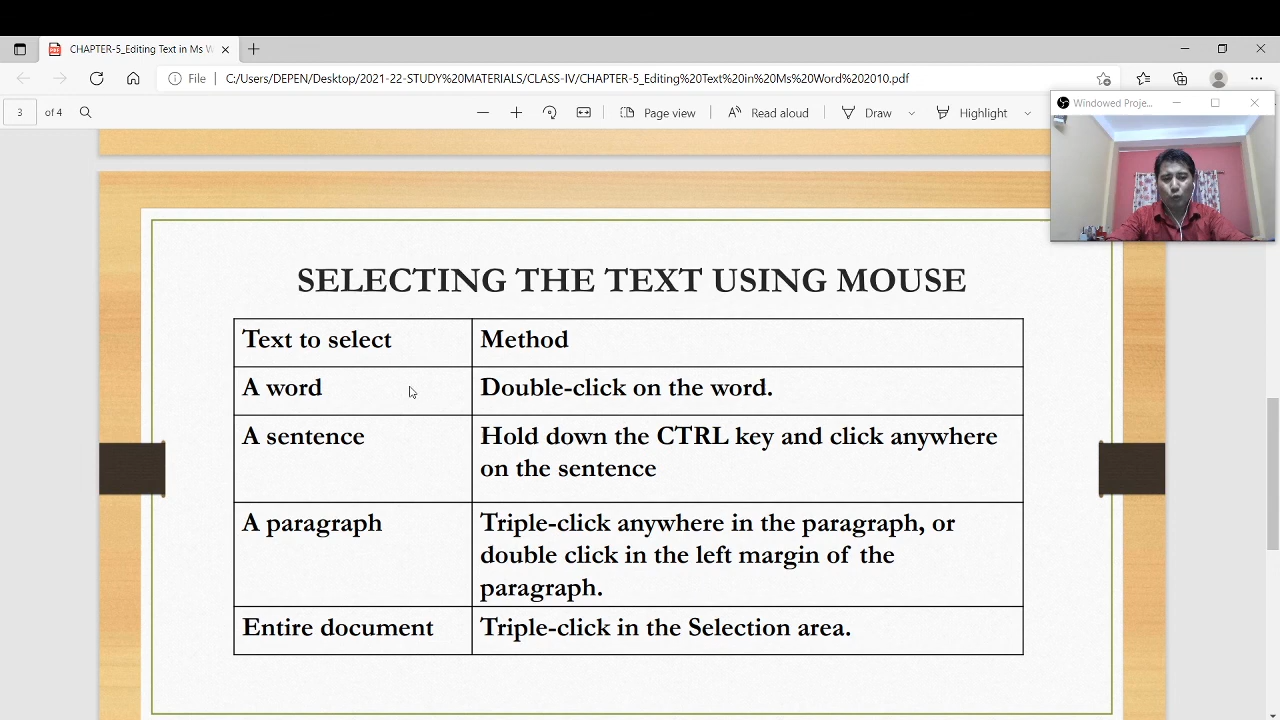 CHAPTER-5_Editing Text in Ms W
File
C:/Users/DEPEN/Desktop/2021-22-STUDY%20MATERIALS/CLASS-IV/CHAPTER-5_Editing%20Text%20in%20Ms%20Word%202010.pdf
3 of 4
Page view
Read aloud
Draw
Highlight
Windowed Proje...
SELECTING THE TEXT USING MOUSE
Text to select
Method
A word
Double-click on the word.
A sentence
Hold down the CTRL key and click anywhere
on the sentence
A paragraph
Triple-click anywhere in the paragraph, or
double click in the left margin of the
paragraph.
Entire document
Triple-click in the Selection area.